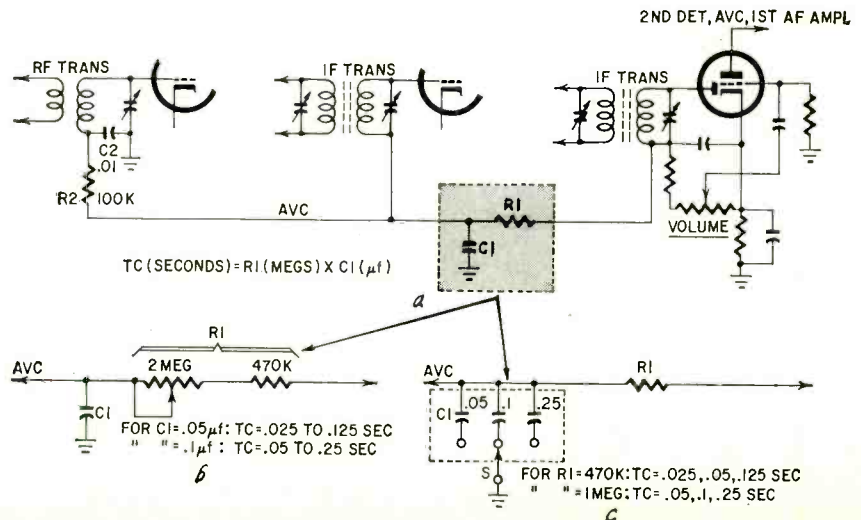 2ND DET, AVC, 1ST AF AMPL
RF TRANS
IF TRANS
IF TRANS
C2
.01
R2
100K
AVC
R1
C1
VOLUME
TC (SECONDS)=R1(MEGS) X C1(µf)
a
R1
AVC
2MEG
470K
C1
FOR C1=.05µf: TC=.025 TO .125 SEC
" " =.1µf: TC=.05 TO .25 SEC
b
AVC
R1
C1
.05
.1
.25
S
FOR R1=470K:TC=.025,.05,.125 SEC
" " =1MEG:TC=.05,.1,.25 SEC
c